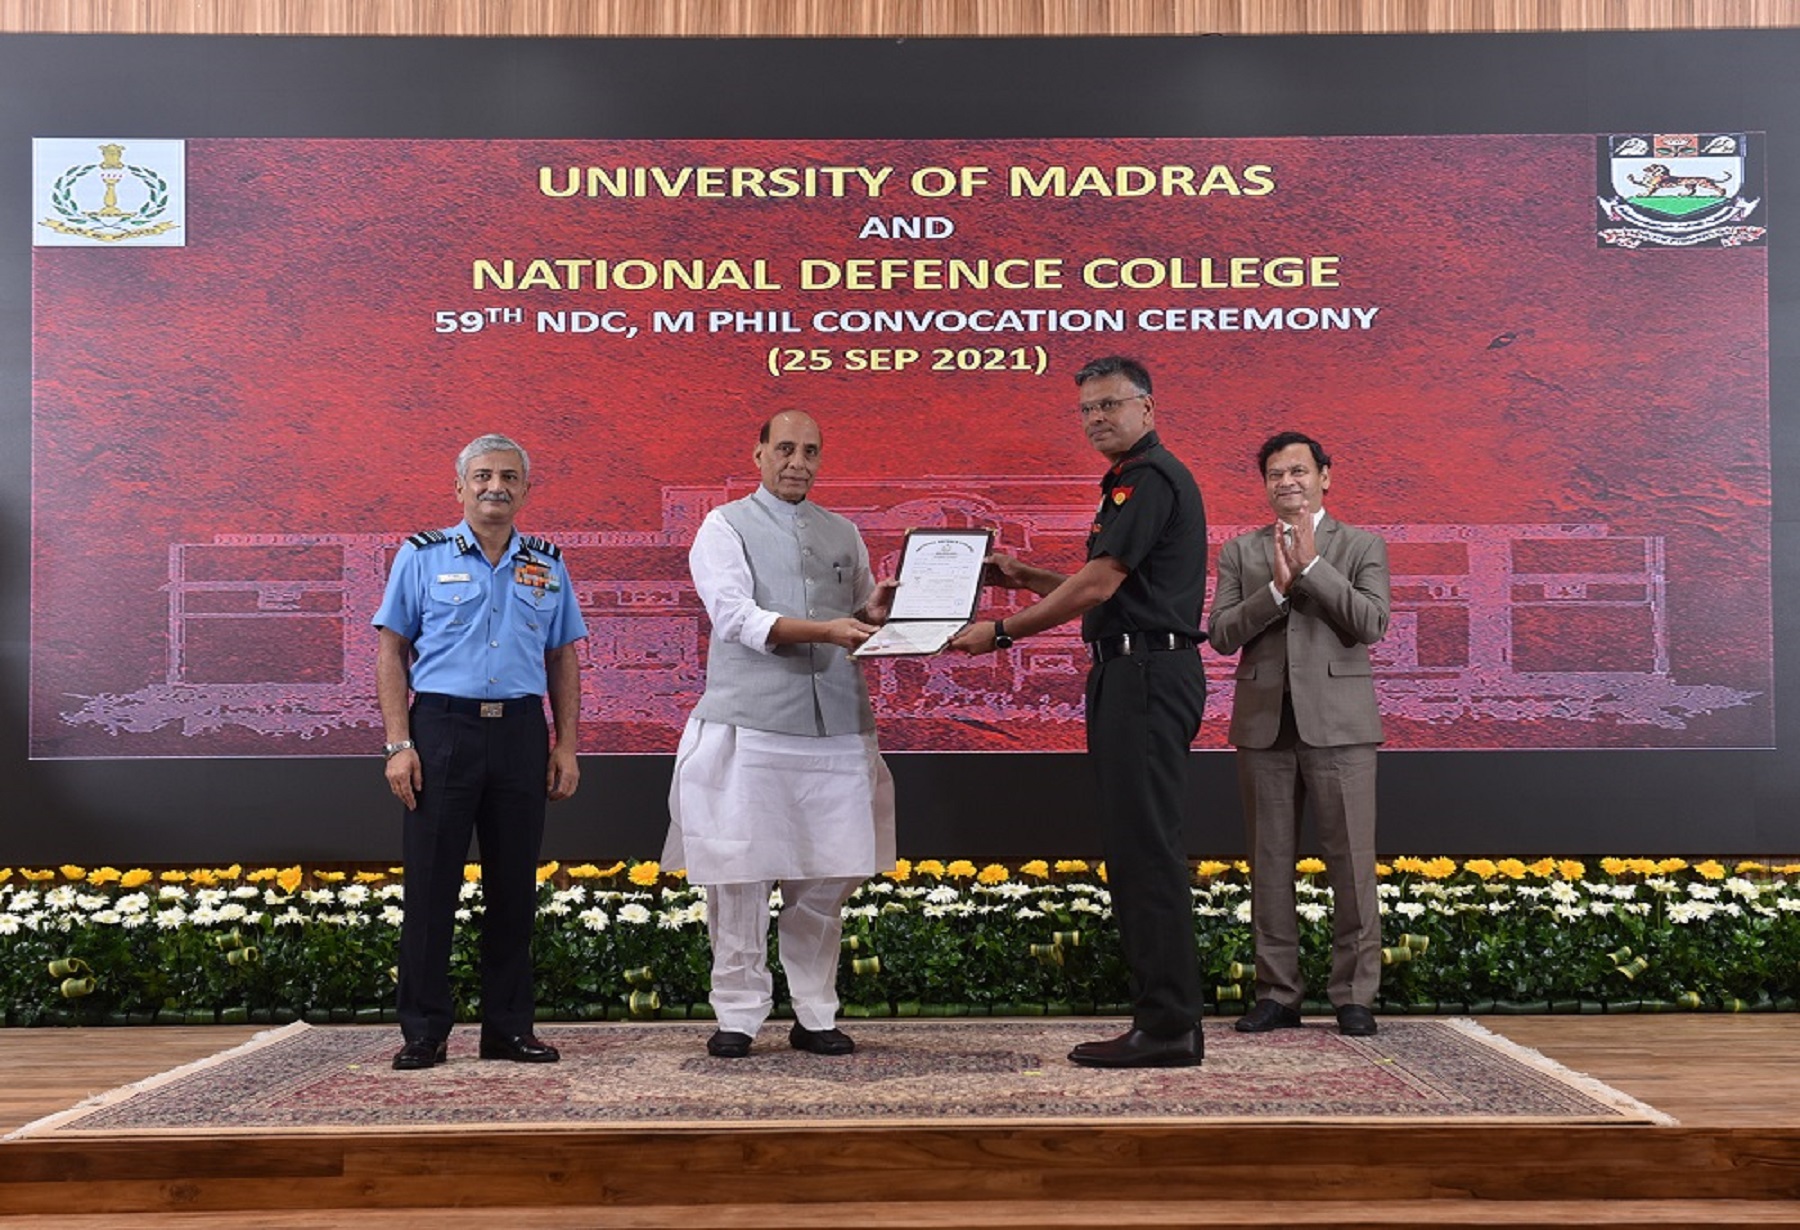 UNIVERSITY OF MADRAS
AND
NATIONAL DEFENCE COLLEGE
59TH NDC, M PHIL CONVOCATION CEREMONY
(25 SEP 2021)